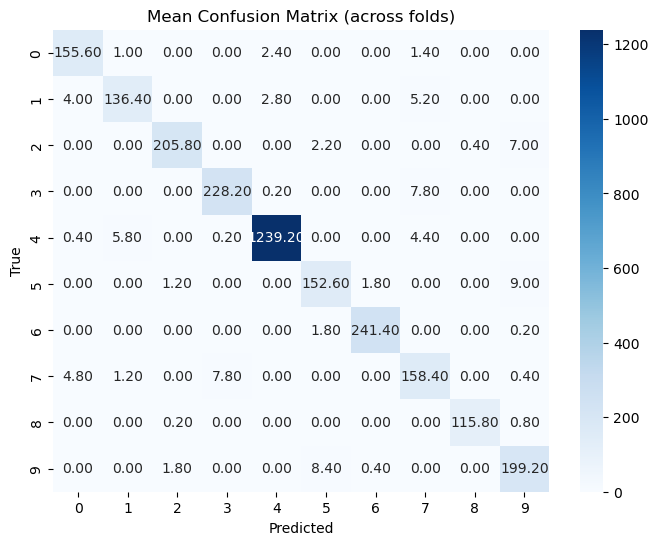 Mean Confusion Matrix (across folds)
0 155.60 1.00 0.00 0.00 2.40 0.00 0.00 1.40 0.00 0.00
1 4.00 136.40 0.00 0.00 2.80 0.00 0.00 5.20 0.00 0.00
2 0.00 0.00 205.80 0.00 0.00 2.20 0.00 0.00 0.40 7.00
3 0.00 0.00 0.00 228.20 0.20 0.00 0.00 7.80 0.00 0.00
4 0.40 5.80 0.00 0.20 1239.20 0.00 0.00 4.40 0.00 0.00
5 0.00 0.00 1.20 0.00 0.00 152.60 1.80 0.00 0.00 9.00
6 0.00 0.00 0.00 0.00 0.00 1.80 241.40 0.00 0.00 0.20
7 4.80 1.20 0.00 7.80 0.00 0.00 0.00 158.40 0.00 0.40
8 0.00 0.00 0.20 0.00 0.00 0.00 0.00 0.00 115.80 0.80
9 0.00 0.00 1.80 0.00 0.00 8.40 0.40 0.00 0.00 199.20
0 1 2 3 4 5 6 7 8 9
Predicted
True
1200
1000
800
600
400
200
0